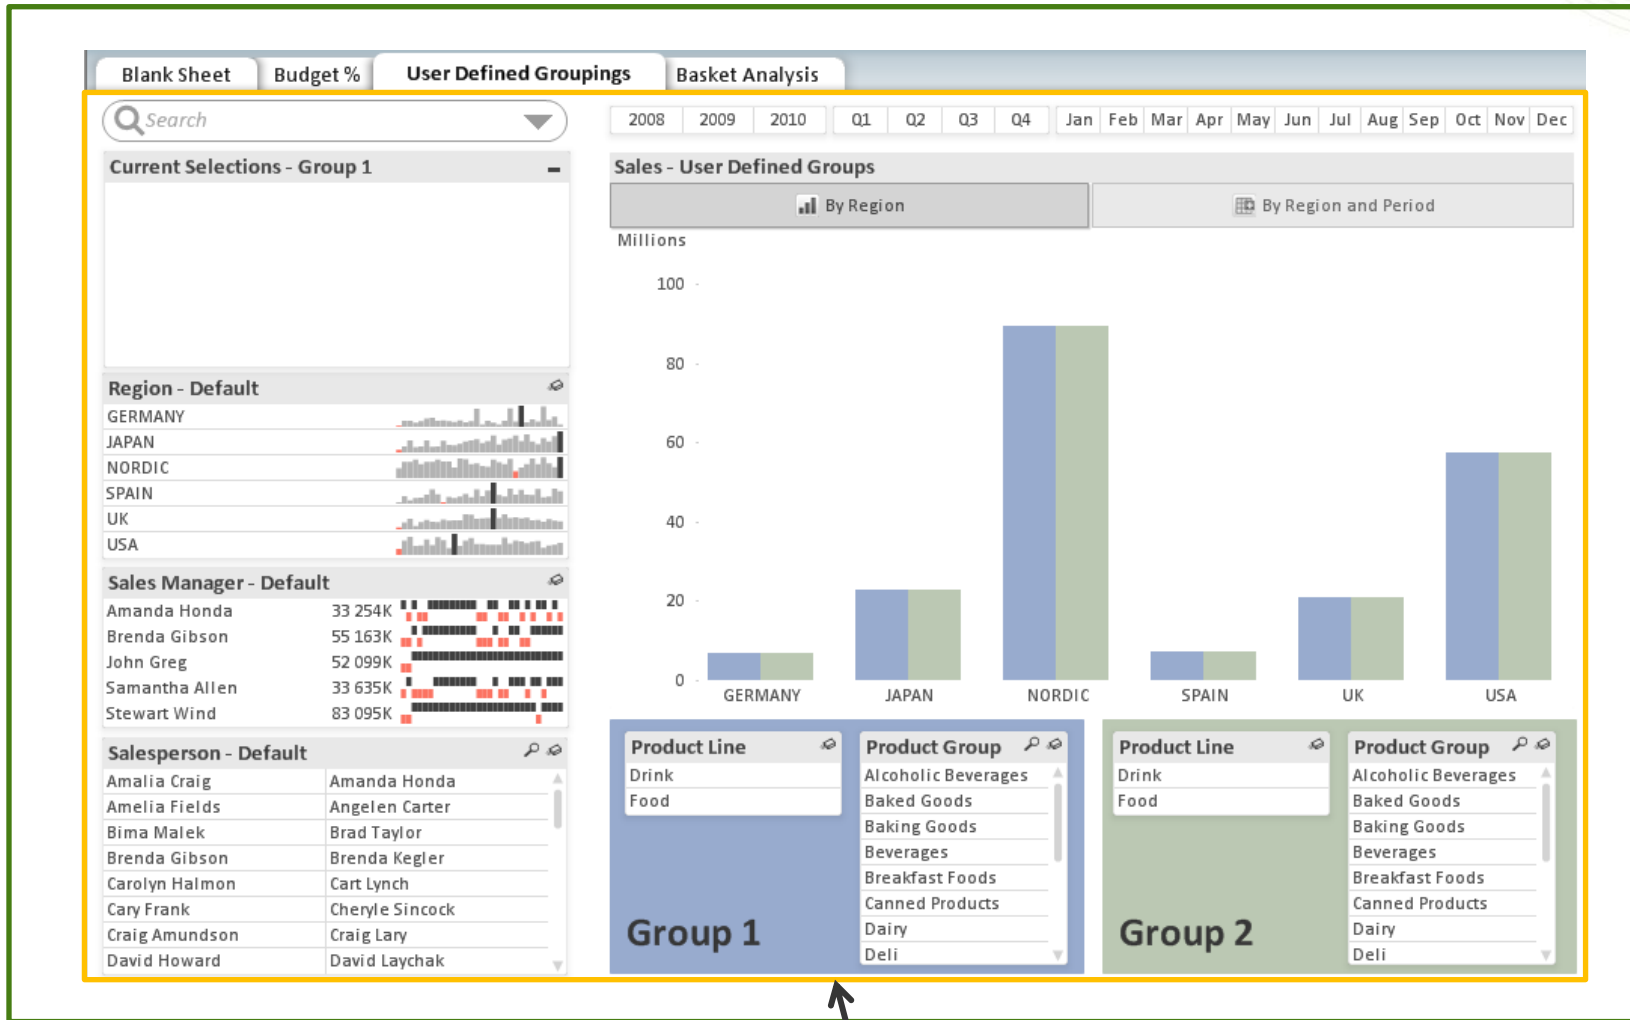 Blank Sheet Budget % User Defined Groupings Basket Analysis
Search
2008 2009 2010 Q1 Q2 Q3 Q4 Jan Feb Mar Apr May Jun Jul Aug Sep Oct Nov Dec
Current Selections - Group 1
Region - Default
GERMANY
JAPAN
NORDIC
SPAIN
UK
USA
Sales Manager - Default
Amanda Honda 33 254K
Brenda Gibson 55 163K
John Greg 52 099K
Samantha Allen 33 635K
Stewart Wind 83 095K
Salesperson - Default
Amalia Craig Amanda Honda
Amelia Fields Angelen Carter
Bima Malek Brad Taylor
Brenda Gibson Brenda Kegler
Carolyn Halmon Cart Lynch
Cary Frank Cheryle Sincock
Craig Amundson Craig Lary
David Howard David Laychak
Sales - User Defined Groups
By Region By Region and Period
Millions
100
80
60
40
20
0
GERMANY JAPAN NORDIC SPAIN UK USA
Product Line
Drink
Food
Group 1
Product Group
Alcoholic Beverages
Baked Goods
Baking Goods
Beverages
Breakfast Foods
Canned Products
Dairy
Deli
Product Line
Drink
Food
Group 2
Product Group
Alcoholic Beverages
Baked Goods
Baking Goods
Beverages
Breakfast Foods
Canned Products
Dairy
Deli